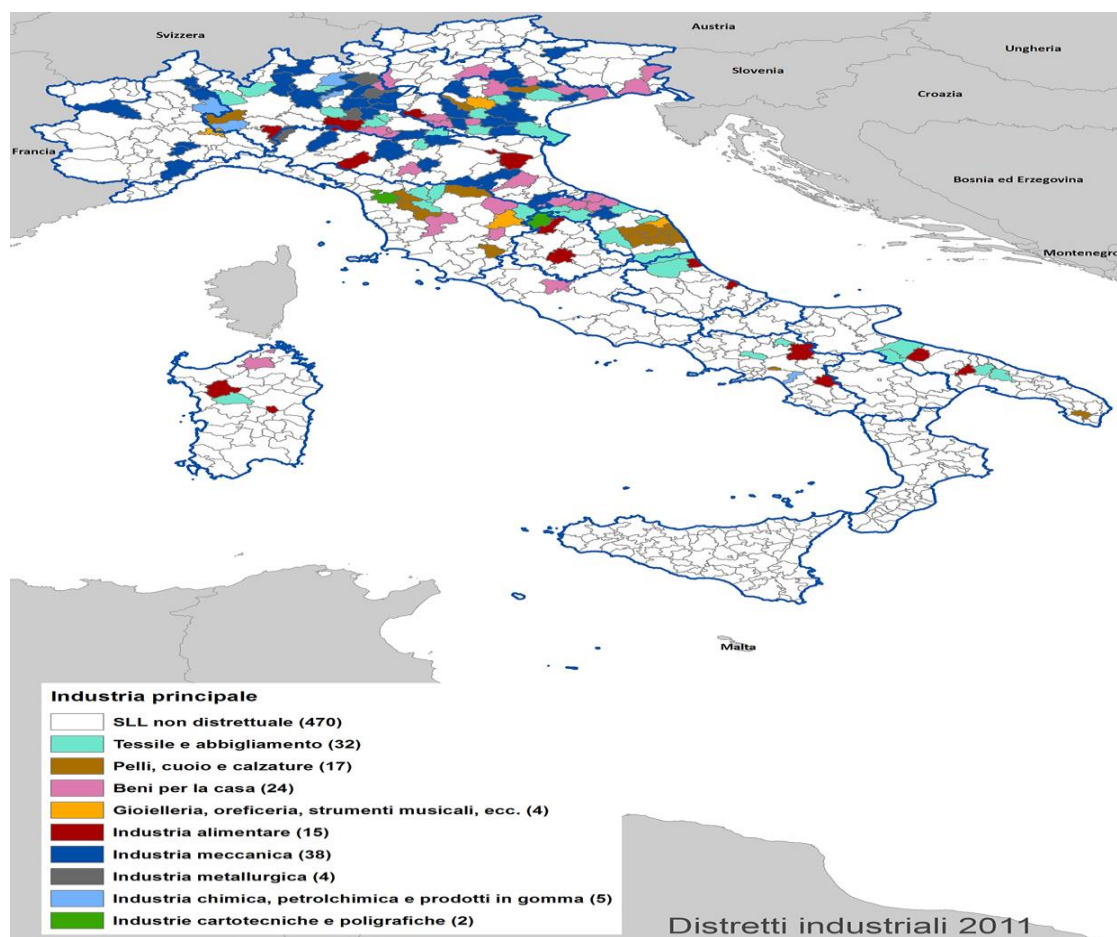 Svizzera
Austria
Ungheria
Slovenia
Croazia
Francia
Bosnia ed Erzegovina
Montenegro
Malta
Industria principale
SLL non distrettuale (470)
Tessile e abbigliamento (32)
Pelli, cuoio e calzature (17)
Beni per la casa (24)
Gioielleria, oreficeria, strumenti musicali, ecc. (4)
Industria alimentare (15)
Industria meccanica (38)
Industria metallurgica (4)
Industria chimica, petrolchimica e prodotti in gomma (5)
Industrie cartotecniche e poligrafiche (2)
Distretti industriali 2011